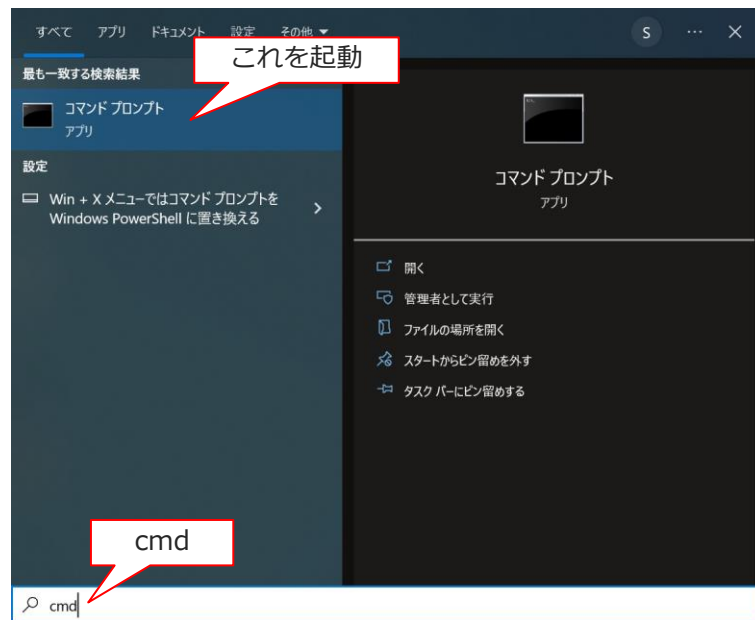 すべて アプリ ドキュメント 設定 その他
これを起動
S
最も一致する検索結果
コマンド プロンプト
アプリ
設定
Win + X メニューではコマンド プロンプトを
Windows PowerShell に置き換える
コマンド プロンプト
アプリ
開く
管理者として実行
ファイルの場所を開く
スタートからピン留めを外す
タスク バーにピン留めする
cmd
cmd